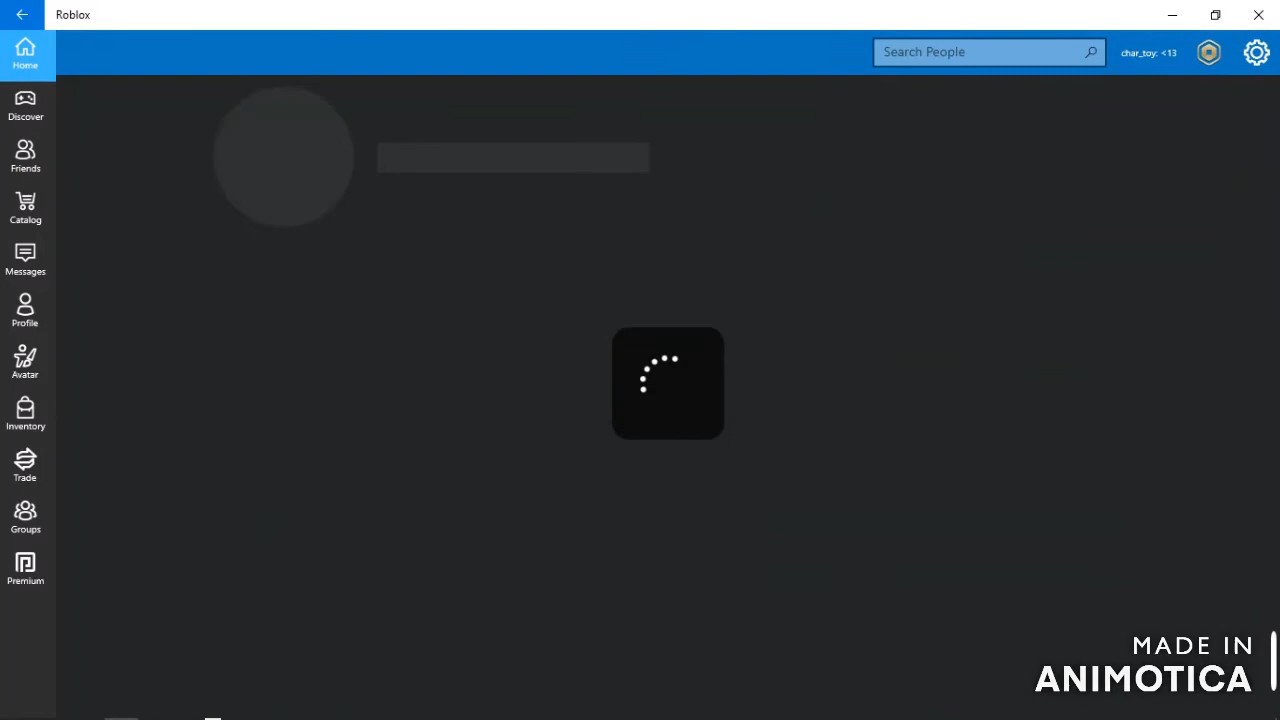 Roblox
Search People
char_toy: <13
Home
Discover
Friends
Catalog
Messages
Profile
Avatar
Inventory
Trade
Groups
Premium
MADE IN
ANIMOTICA